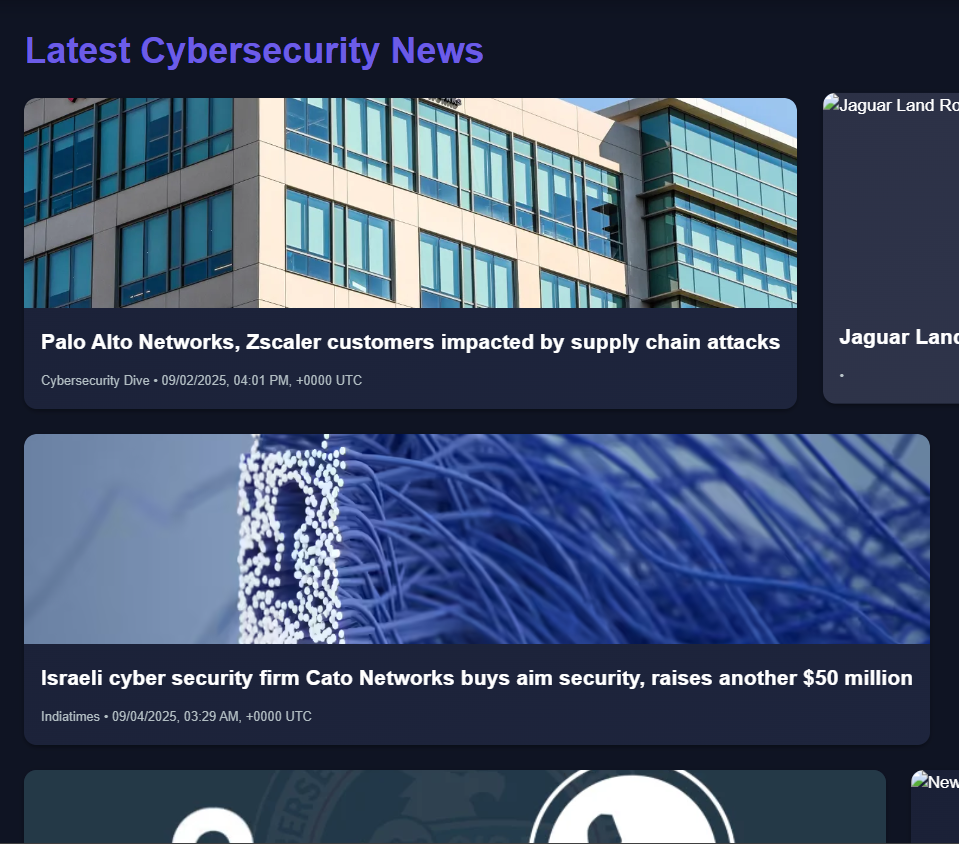 Latest Cybersecurity News
Jaguar Land Ro
Palo Alto Networks, Zscaler customers impacted by supply chain attacks
Cybersecurity Dive • 09/02/2025, 04:01 PM, +0000 UTC
Jaguar Land
•
Israeli cyber security firm Cato Networks buys aim security, raises another $50 million
Indiatimes • 09/04/2025, 03:29 AM, +0000 UTC
New